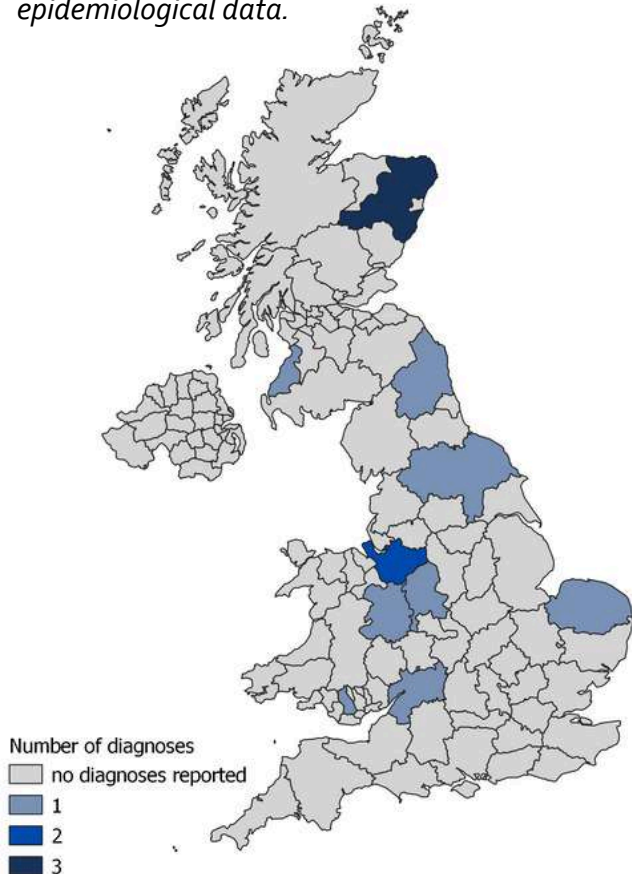 epidemiological data.
Number of diagnoses
no diagnoses reported
1
2
3